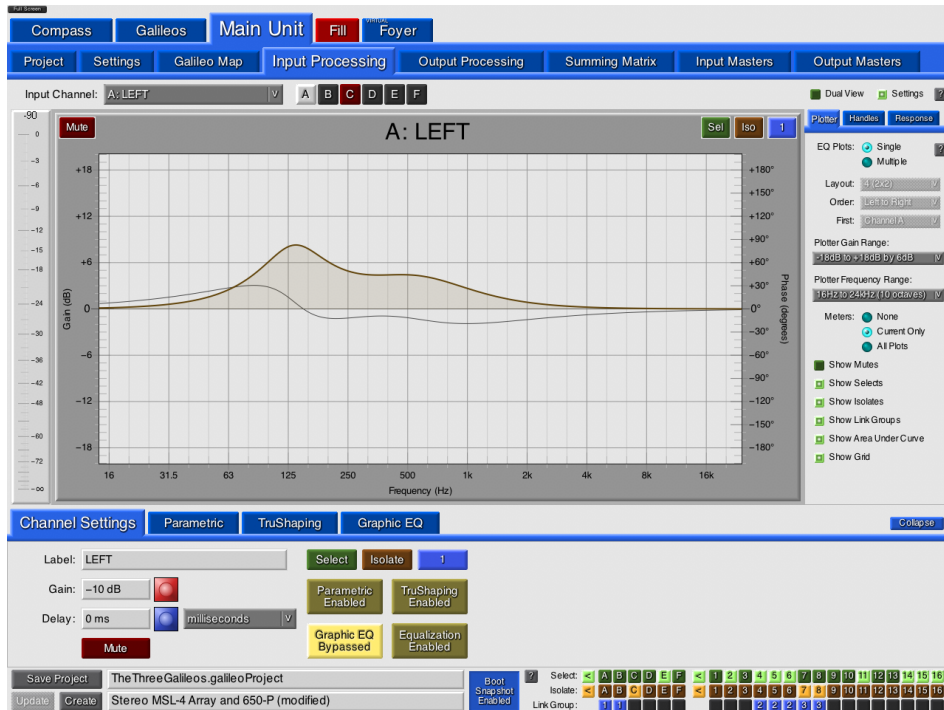 Full Screen
Compass Galileos Main Unit Fill VIRTUAL Foyer
Project Settings Galileo Map Input Processing Output Processing Summing Matrix Input Masters Output Masters
Input Channel: A: LEFT V A B C D E F Dual View Settings ?
-90
0
-3
-6
-9
-12
-15
-18
-24
-30
-36
-42
-48
-60
-72
-∞
Mute A: LEFT Sel Iso 1
+18
+12
+6
0
-6
-12
-18
Gain (dB)
+180°
+150°
+120°
+90°
+60°
+30°
0°
-30°
-60°
-90°
-120°
-150°
-180°
Phase (degrees)
16 31.5 63 125 250 500 1k 2k 4k 8k 16k
Frequency (Hz)
Plotter Handles Response
EQ Plots: Single ?
Multiple
Layout: 4 (2x2) V
Order: Left to Right V
First: Channel A V
Plotter Gain Range:
-18dB to +18dB by 6dB V
Plotter Frequency Range:
16Hz to 24kHz (10 octaves) V
Meters: None
Current Only
All Plots
Show Mutes
Show Selects
Show Isolates
Show Link Groups
Show Area Under Curve
Show Grid
Channel Settings Parametric TruShaping Graphic EQ Collapse
Label: LEFT Select Isolate 1
Gain: -10 dB
Delay: 0 ms milliseconds V
Mute
Parametric Enabled TruShaping Enabled
Graphic EQ Bypassed Equalization Enabled
Save Project TheThreeGalileos.galileoProject
Update Create Stereo MSL-4 Array and 650-P (modified)
Boot
Snapshot
Enabled
? Select: < A B C D E F < 1 2 3 4 5 6 7 8 9 10 11 12 13 14 15 16
Isolate: < A B C D E F < 1 2 3 4 5 6 7 8 9 10 11 12 13 14 15 16
Link Group: 1 1 2 2 2 3 3